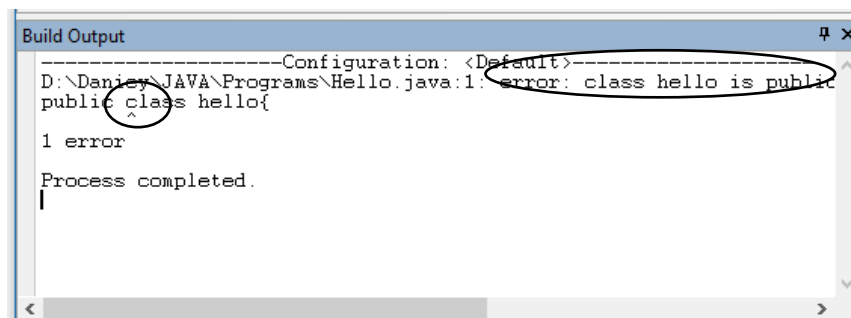 Build Output
--------------------Configuration: <Default>--------------------
D:\Daniey\JAVA\Programs\Hello.java:1: error: class hello is public
public class hello{
^
1 error
Process completed.